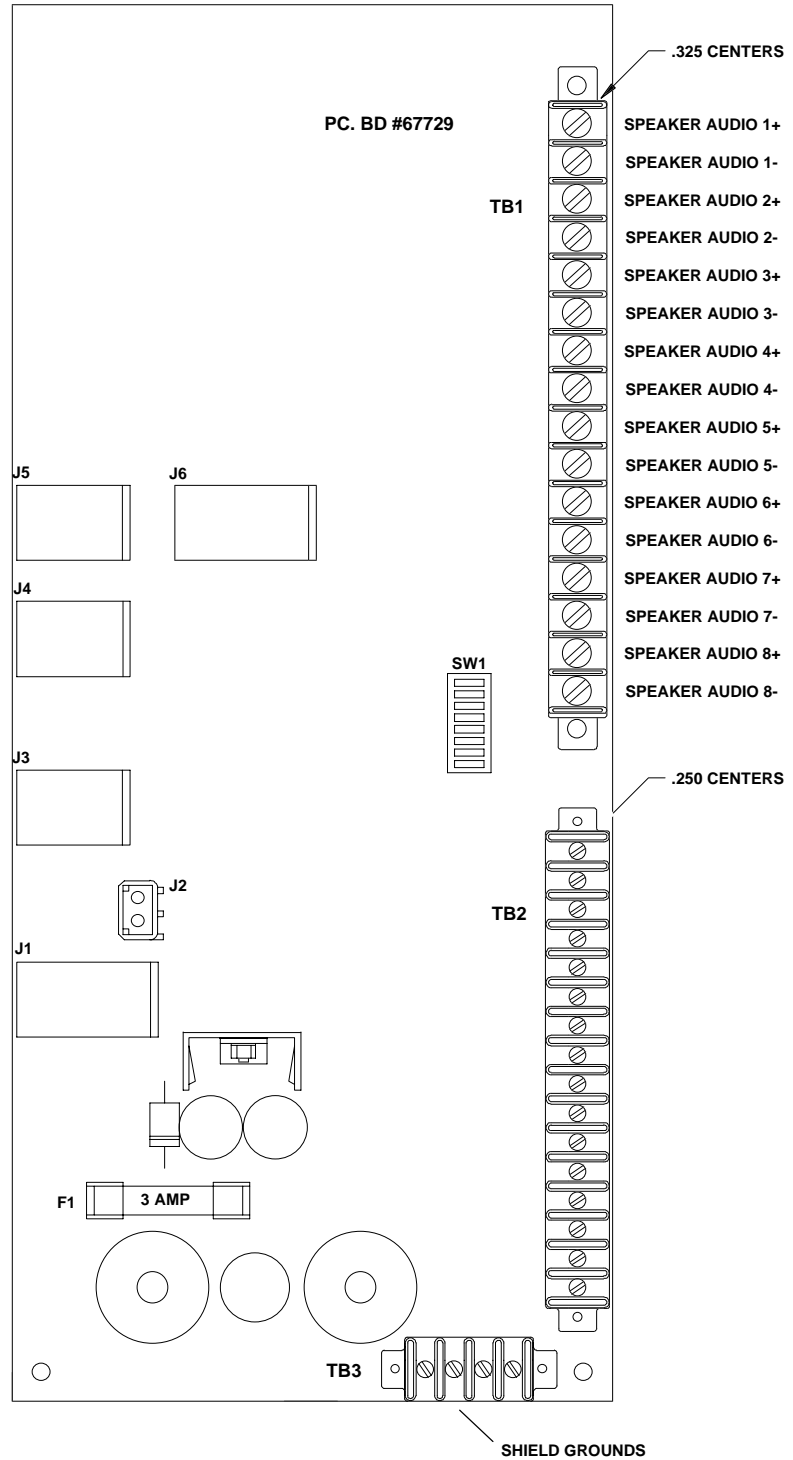 .325 CENTERS
PC. BD #67729
SPEAKER AUDIO 1+
SPEAKER AUDIO 1-
TB1
SPEAKER AUDIO 2+
SPEAKER AUDIO 2-
SPEAKER AUDIO 3+
SPEAKER AUDIO 3-
SPEAKER AUDIO 4+
SPEAKER AUDIO 4-
SPEAKER AUDIO 5+
SPEAKER AUDIO 5-
J5
J6
SPEAKER AUDIO 6+
SPEAKER AUDIO 6-
SPEAKER AUDIO 7+
J4
SPEAKER AUDIO 7-
SPEAKER AUDIO 8+
SW1
SPEAKER AUDIO 8-
J3
.250 CENTERS
J2
TB2
J1
F1
3 AMP
TB3
SHIELD GROUNDS